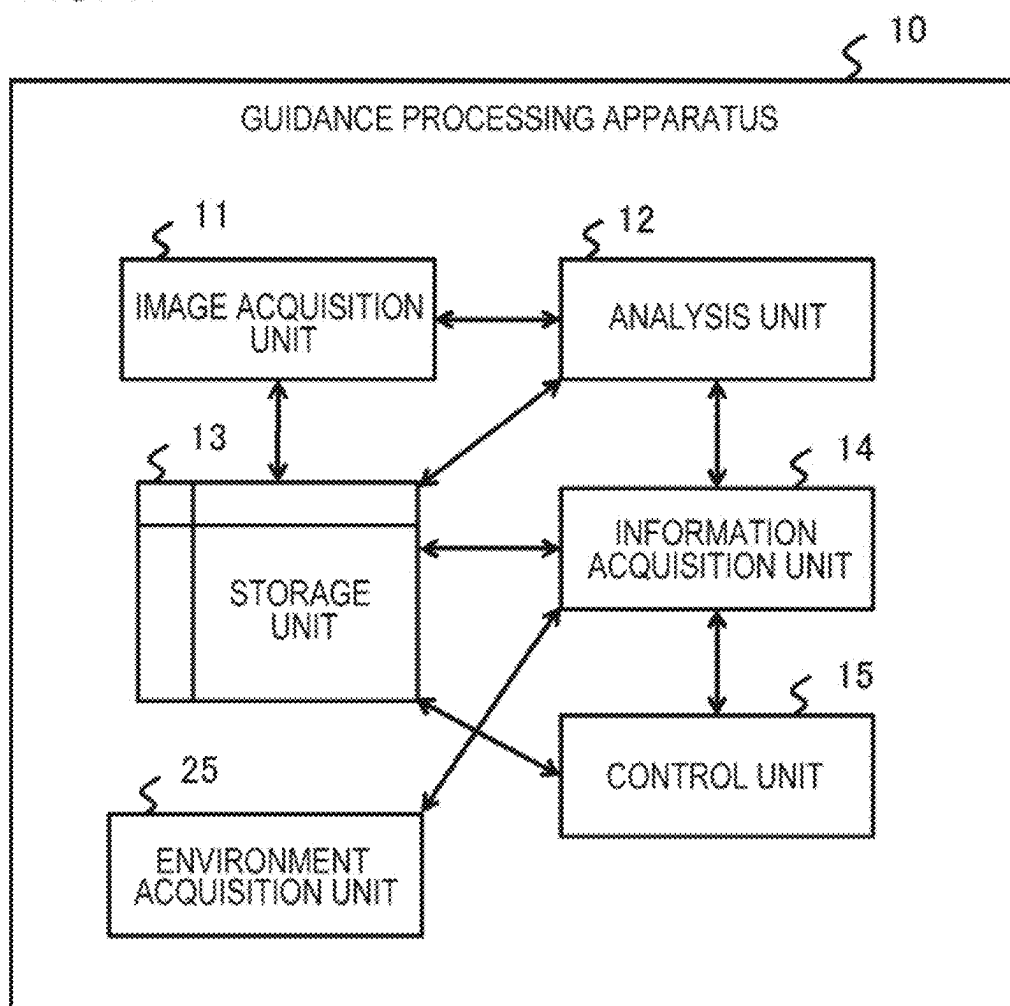 10
GUIDANCE PROCESSING APPARATUS
11
12
IMAGE ACQUISITION
UNIT
ANALYSIS UNIT
13
14
STORAGE
UNIT
INFORMATION
ACQUISITION UNIT
15
CONTROL UNIT
25
ENVIRONMENT
ACQUISITION UNIT